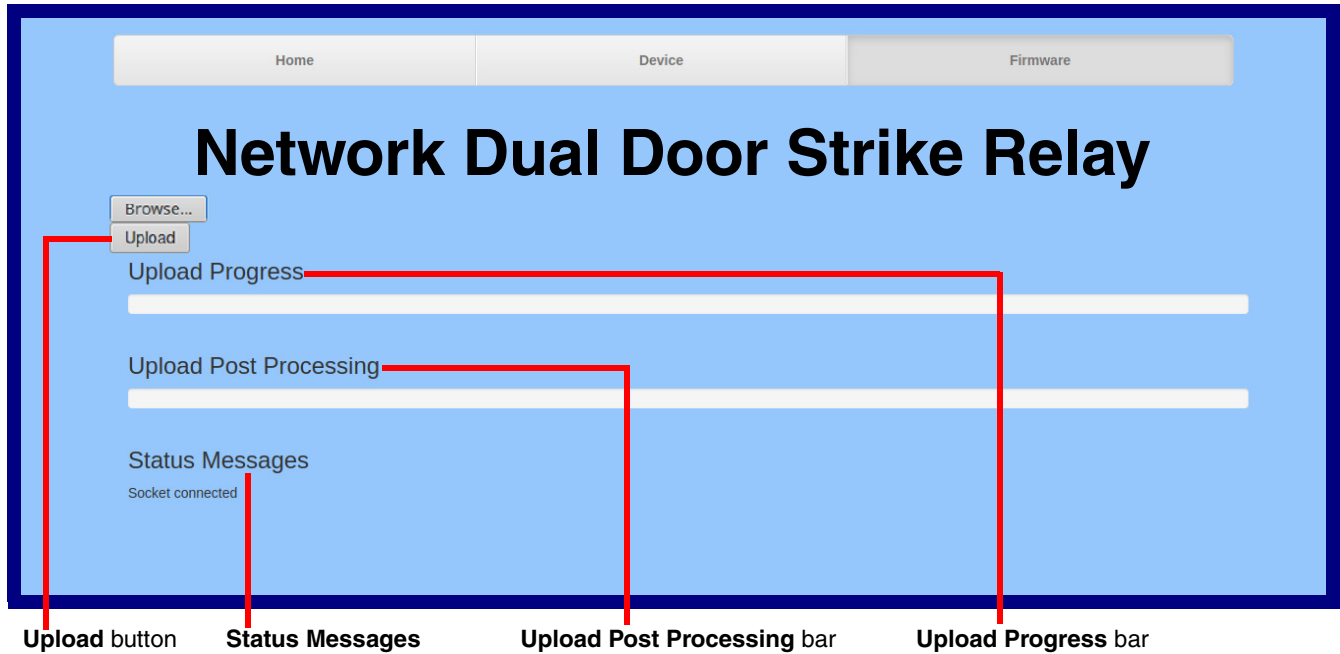 Home Device Firmware
Network Dual Door Strike Relay
Browse...
Upload
Upload Progress
Upload Post Processing
Status Messages
Socket connected
Upload button Status Messages Upload Post Processing bar Upload Progress bar